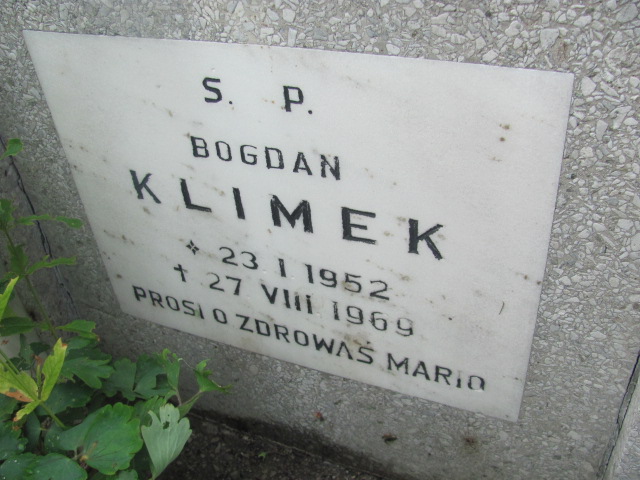 S. P.
BOGDAN
KLIMEK
✧ 23 I 1952
† 27 VIII 1969
PROSI O ZDROWAŚ MARIO